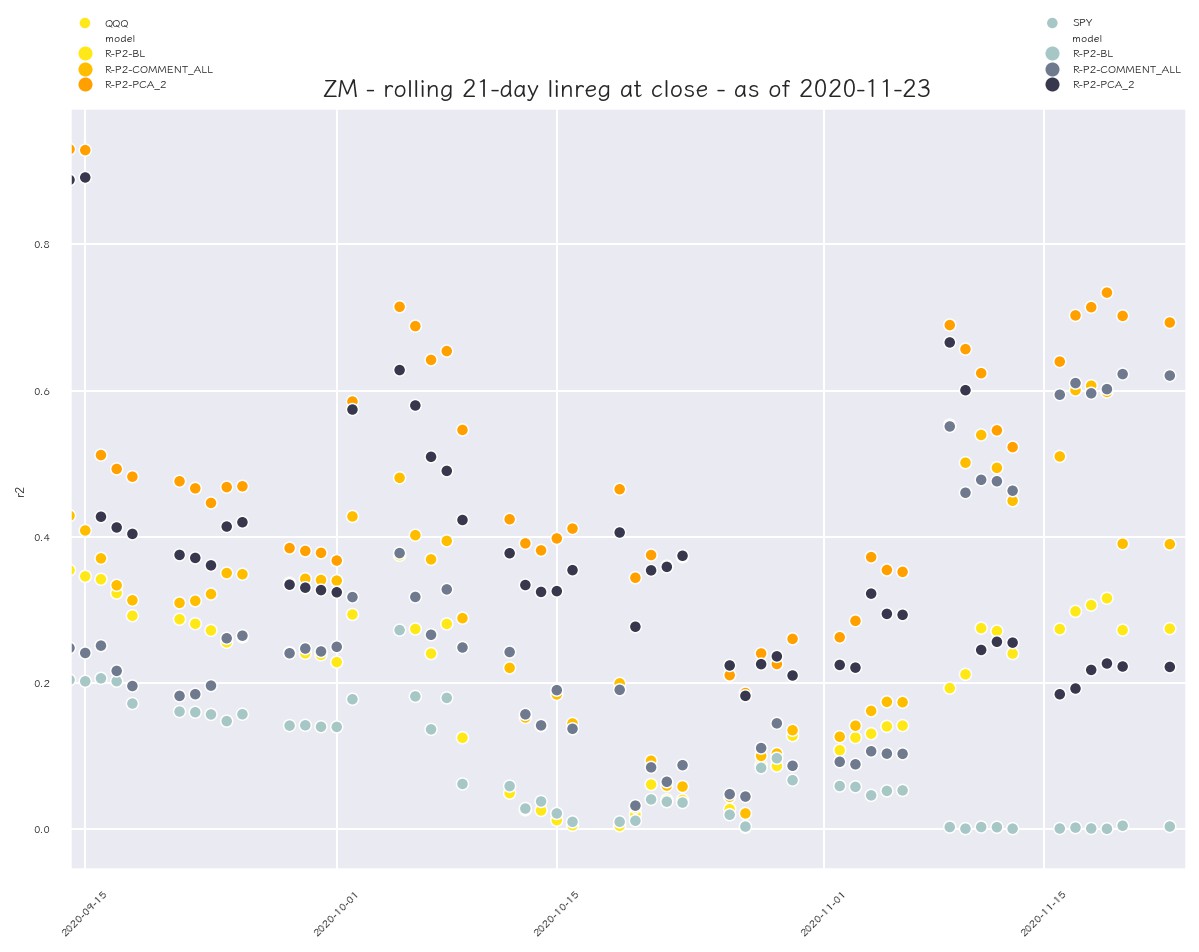 QQQ
model
R-P2-BL
R-P2-COMMENT_ALL
R-P2-PCA_2
SPY
model
R-P2-BL
R-P2-COMMENT_ALL
R-P2-PCA_2
ZM - rolling 21-day linreg at close - as of 2020-11-23
0.8
0.6
0.4
0.2
0.0
r2
2020-09-15
2020-10-01
2020-10-15
2020-11-01
2020-11-15